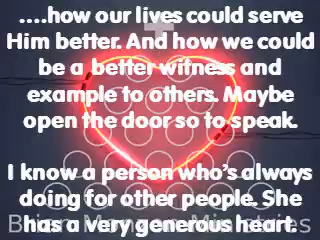 ....how our lives could serve
Him better. And how we could
be a better witness and
example to others. Maybe
open the door so to speak.
I know a person who's always
doing for other people. She
has a very generous heart.